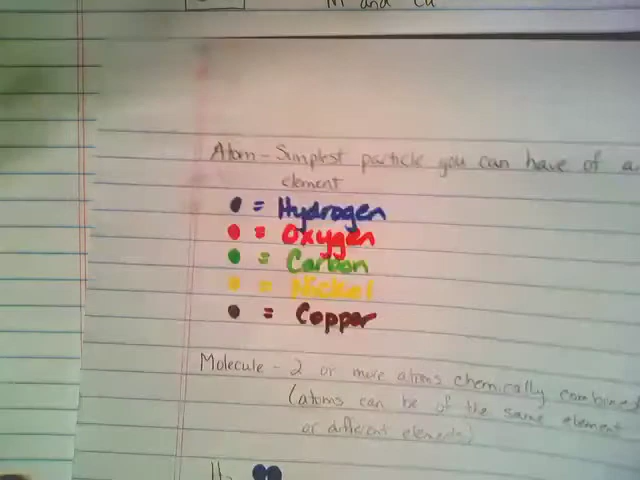 and Cu
Atom - Simplest particle you can have of a
element
= Hydrogen
= Oxygen
= Carbon
= Nickel
= Copper
Molecule - 2 or more atoms chemically combined
(atoms can be of the same element
or different elements)